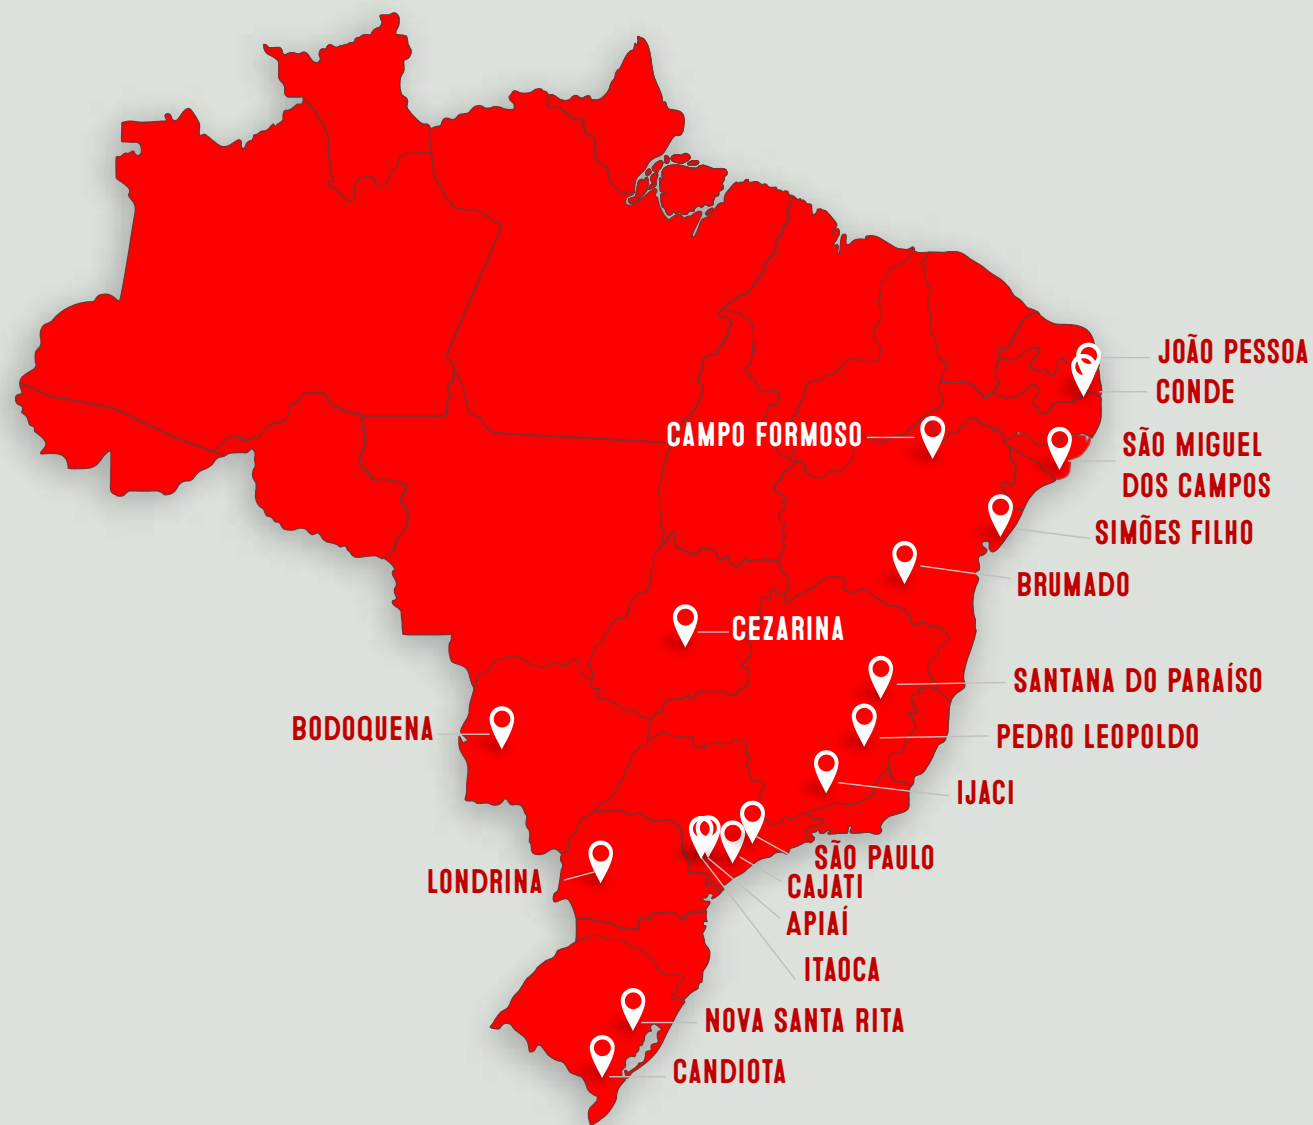 JOÃO PESSOA
CONDE
CAMPO FORMOSO
SÃO MIGUEL
DOS CAMPOS
SIMÕES FILHO
BRUMADO
CEZARINA
SANTANA DO PARAÍSO
BODOQUENA
PEDRO LEOPOLDO
IJACI
SÃO PAULO
LONDRINA
CAJATI
APIAÍ
ITAOCA
NOVA SANTA RITA
CANDIOTA